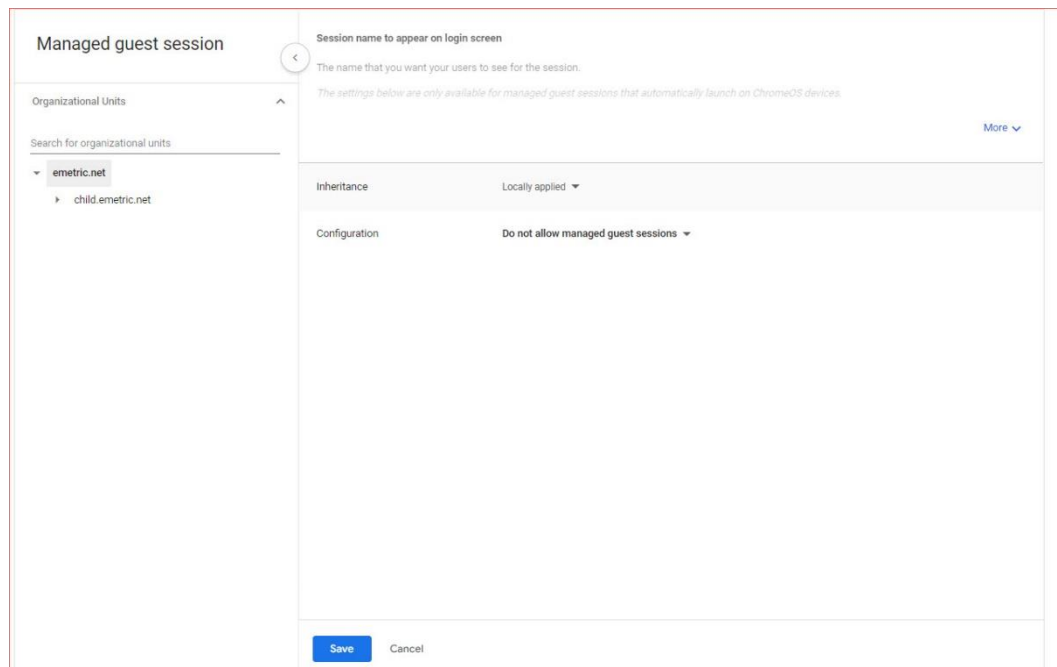 Managed guest session
Organizational Units
Search for organizational units
emetric.net
child.emetric.net
Session name to appear on login screen
The name that you want your users to see for the session.
The settings below are only available for managed guest sessions that automatically launch on ChromeOS devices.
More
Inheritance Locally applied
Configuration Do not allow managed guest sessions
Save Cancel